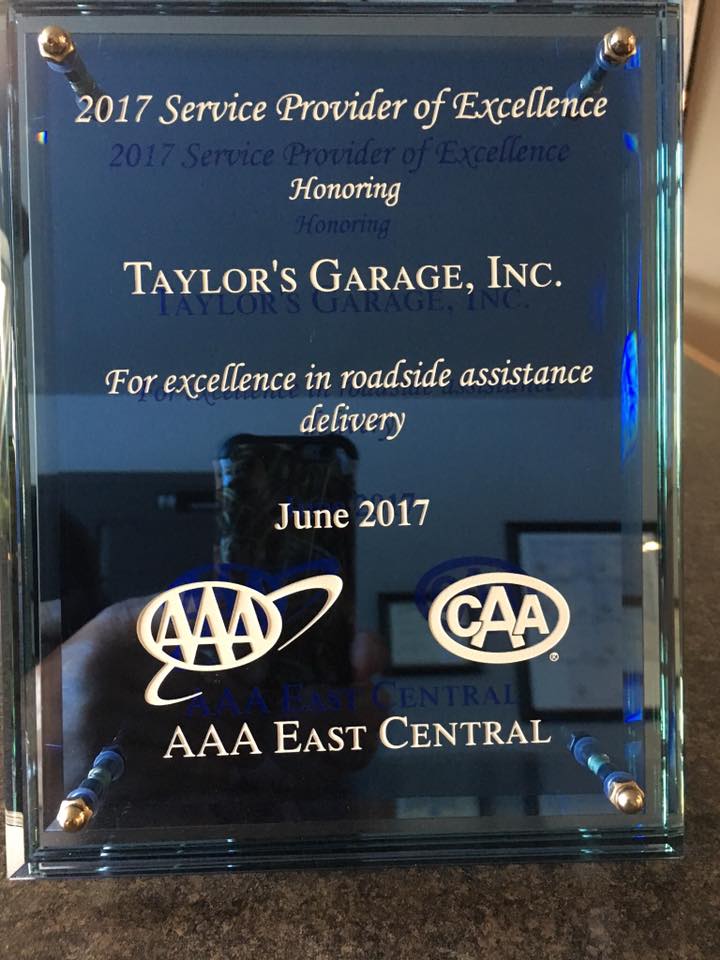 2017 Service Provider of Excellence
Honoring
TAYLOR'S GARAGE, INC.
For excellence in roadside assistance
delivery
June 2017
AAA
CAA
®
AAA EAST CENTRAL